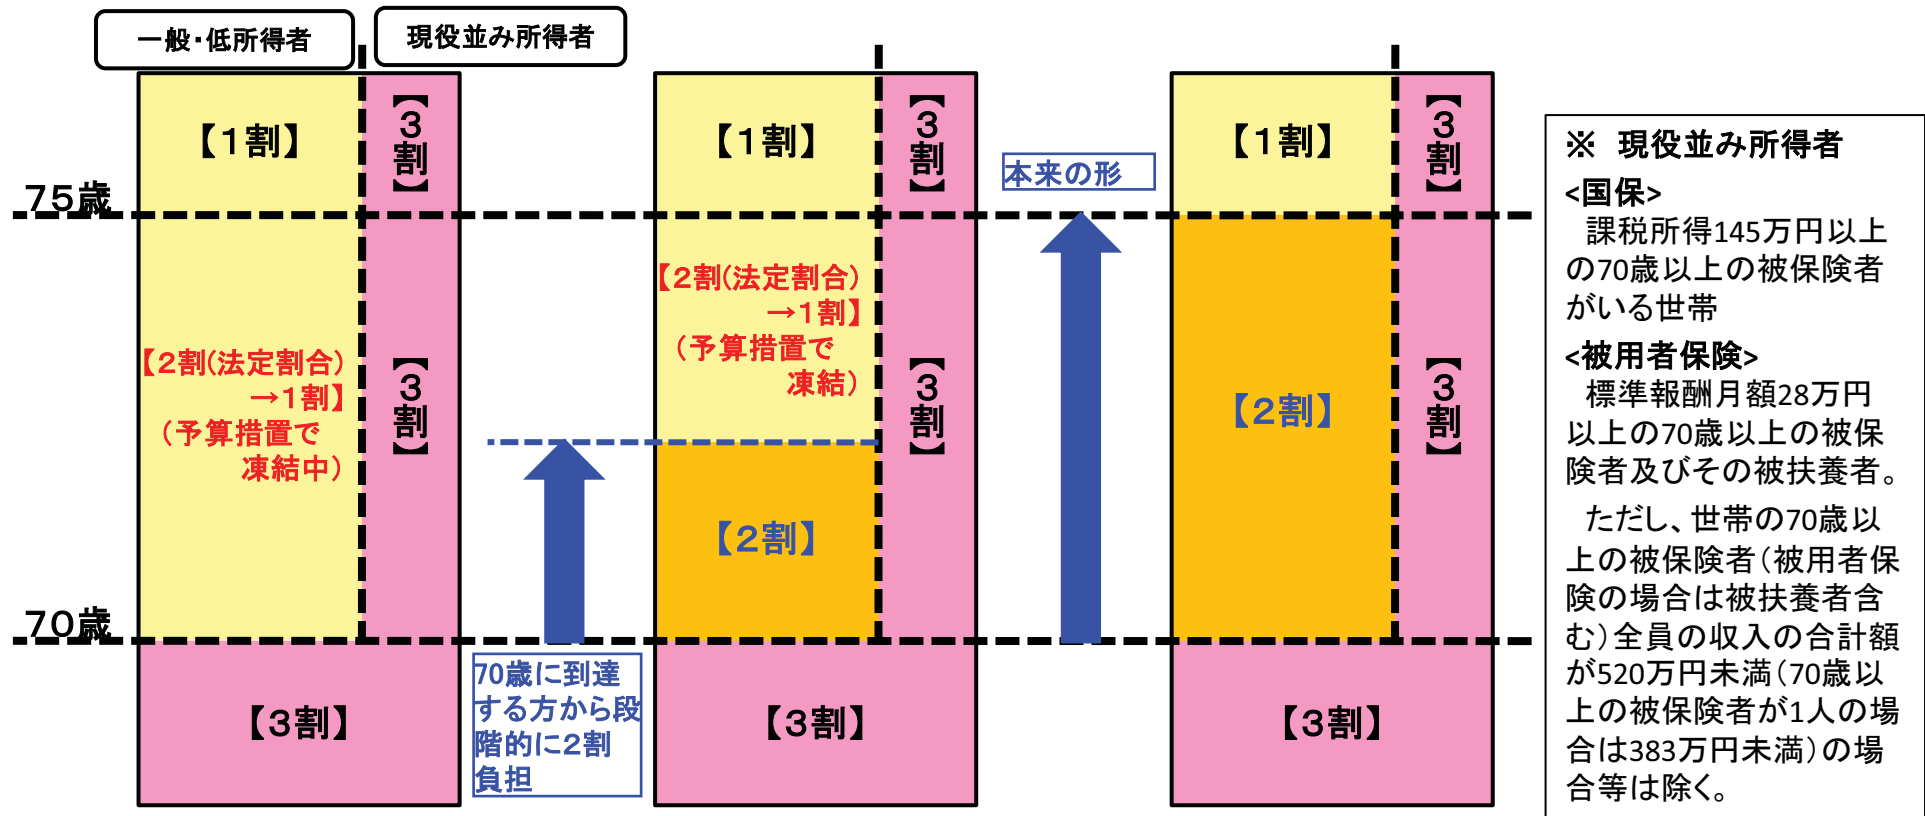 一般・低所得者
現役並み所得者
75歳
70歳
【1割】
【3割】
【2割(法定割合)
→1割】
(予算措置で
凍結中)
【3割】
【3割】
70歳に到達
する方から段
階的に2割
負担
【1割】
【3割】
【2割(法定割合)
→1割】
(予算措置で
凍結)
【3割】
【2割】
【3割】
本来の形
【1割】
【3割】
【2割】
【3割】
【3割】
※ 現役並み所得者
<国保>
課税所得145万円以上
の70歳以上の被保険者
がいる世帯
<被用者保険>
標準報酬月額28万円
以上の70歳以上の被保
険者及びその被扶養者。
ただし、世帯の70歳以
上の被保険者(被用者保
険の場合は被扶養者含
む)全員の収入の合計額
が520万円未満(70歳以
上の被保険者が1人の場
合は383万円未満)の場
合等は除く。